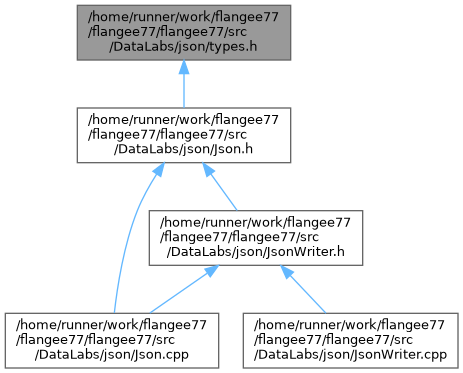 /home/runner/work/flangee77
/flangee77/flangee77/src
/DataLabs/json/types.h
/home/runner/work/flangee77
/flangee77/flangee77/src
/DataLabs/json/Json.h
/home/runner/work/flangee77
/flangee77/flangee77/src
/DataLabs/json/JsonWriter.h
/home/runner/work/flangee77
/flangee77/flangee77/src
/DataLabs/json/Json.cpp
/home/runner/work/flangee77
/flangee77/flangee77/src
/DataLabs/json/JsonWriter.cpp